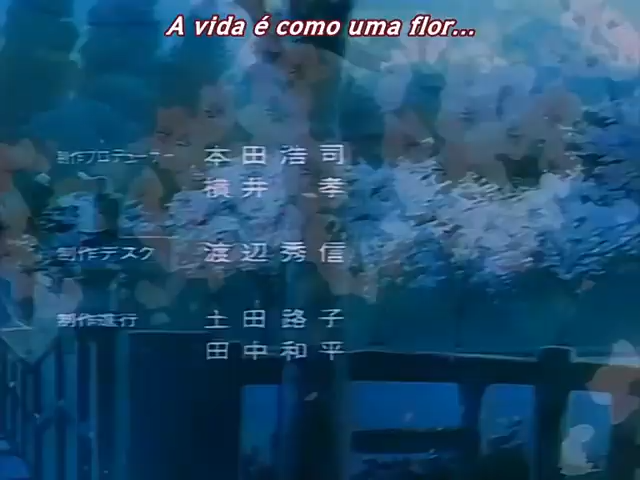 A vida é como uma flor...
制作プロデューサー 本田浩司
横井 孝
制作デスク 渡辺秀信
制作進行 土田路子
田中和平